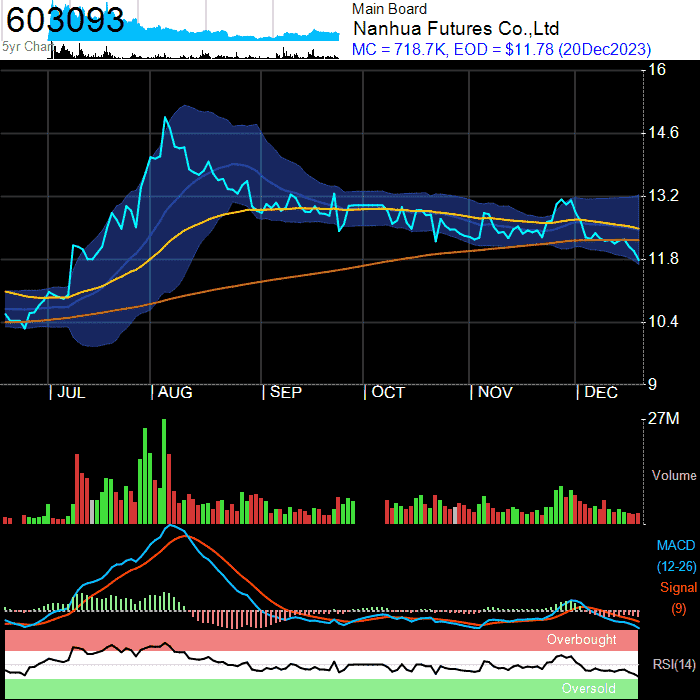 603093
5yr Chart
Main Board
Nanhua Futures Co.,Ltd
MC = 718.7K, EOD = $11.78 (20Dec2023)
16
14.6
13.2
11.8
10.4
9
JUL AUG SEP OCT NOV DEC
27M
Volume
MACD
(12-26)
Signal
(9)
Overbought
RSI(14)
Oversold